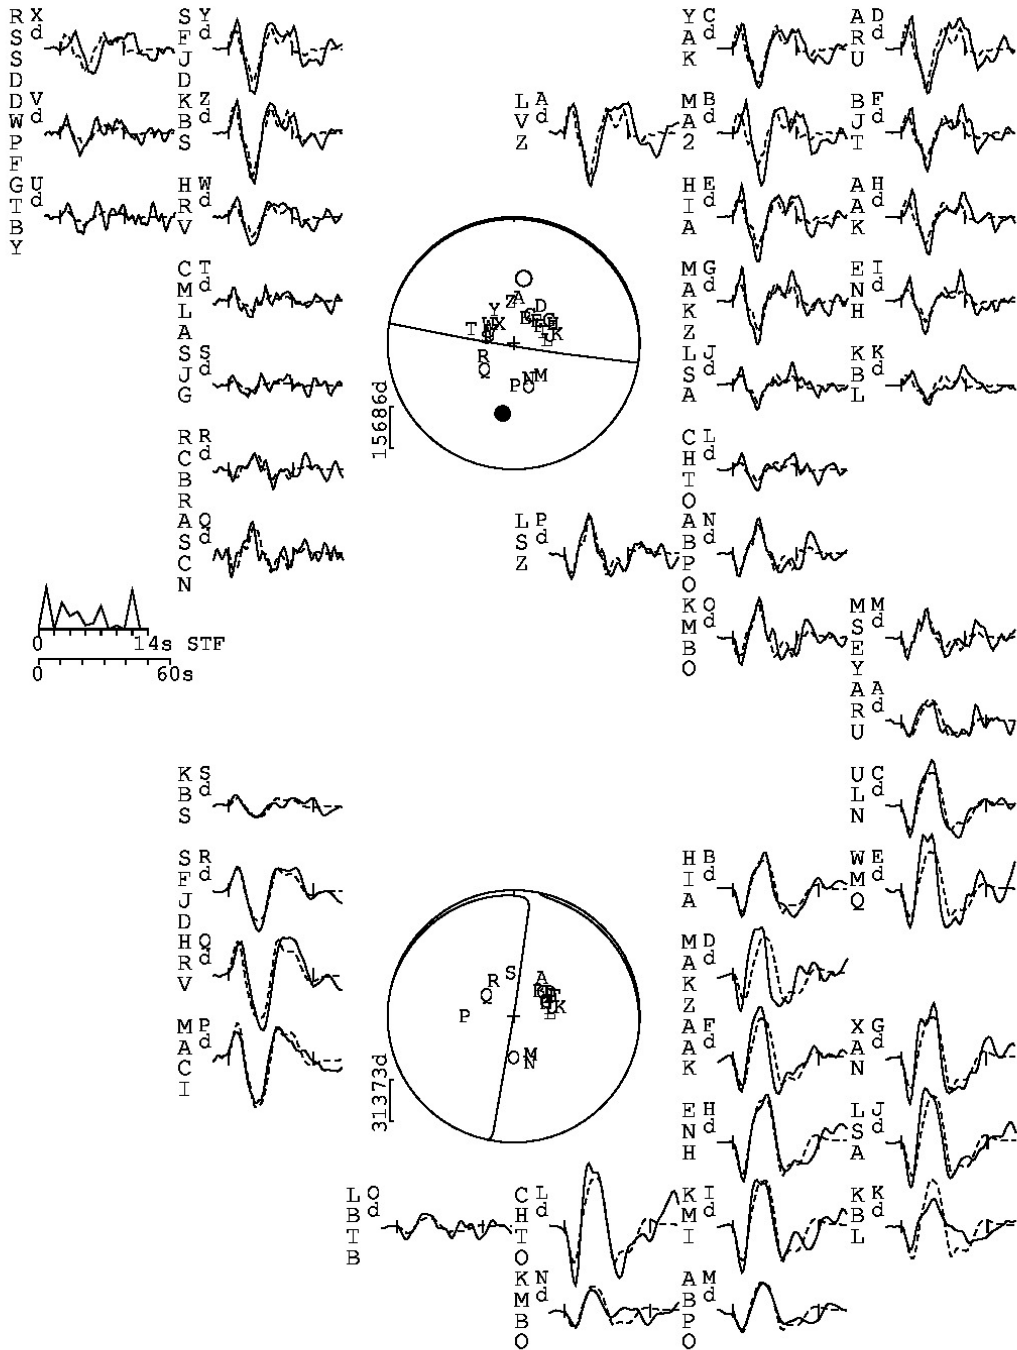 RSSD X d
SFJD Y d
YAK C d
ARU D d
DWPF V d
KBS Z d
LVZ A d
MA2 B d
BJT F d
GTBY U d
HRV W d
HIA E d
AAK H d
CMLA T d
MAKZ G d
ENH I d
SJG S d
LSA J d
KBL K d
RCBR R d
CHTO L d
ASCN Q d
LSZ P d
ABPO N d
KMBO O d
MSEY M d
15686d
0 14s STF
0 60s
ARU A d
KBS S d
ULN C d
SFJD R d
HIA B d
WMQ E d
HRV Q d
MAKZ D d
MACI P d
AAK F d
XAN G d
31373d
ENH H d
LSA J d
LBTB O d
CHTO L d
KMI I d
KBL K d
KMBO N d
ABPO M d